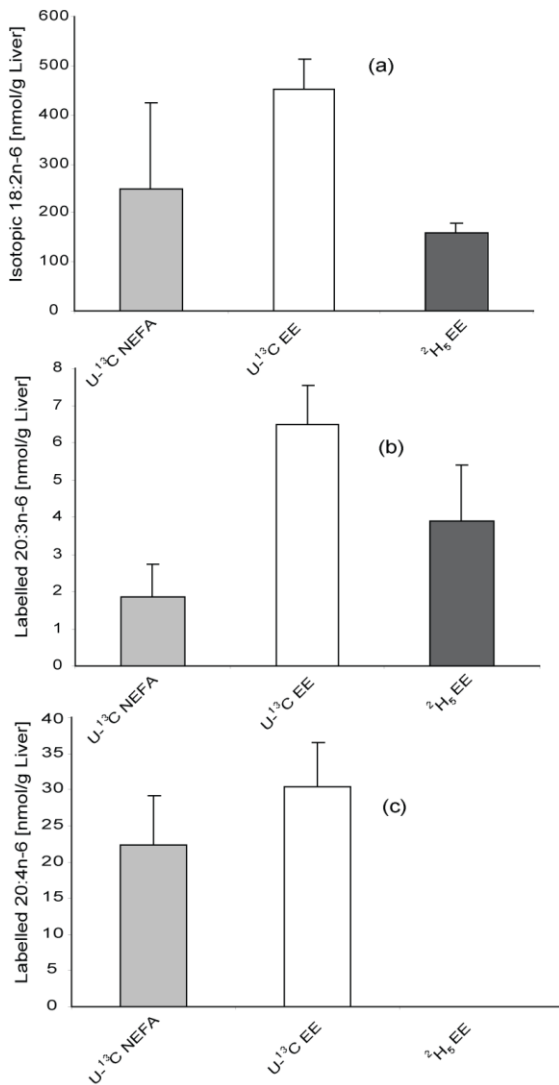 Isotopic 18:2n-6 [nmol/g Liver]
600
500
400
300
200
100
0
(a)
U-¹³C NEFA
U-¹³C EE
²H₅ EE
Labelled 20:3n-6 [nmol/g Liver]
8
7
6
5
4
3
2
1
0
(b)
U-¹³C NEFA
U-¹³C EE
²H₅ EE
Labelled 20:4n-6 [nmol/g Liver]
40
35
30
25
20
15
10
5
0
(c)
U-¹³C NEFA
U-¹³C EE
²H₅ EE